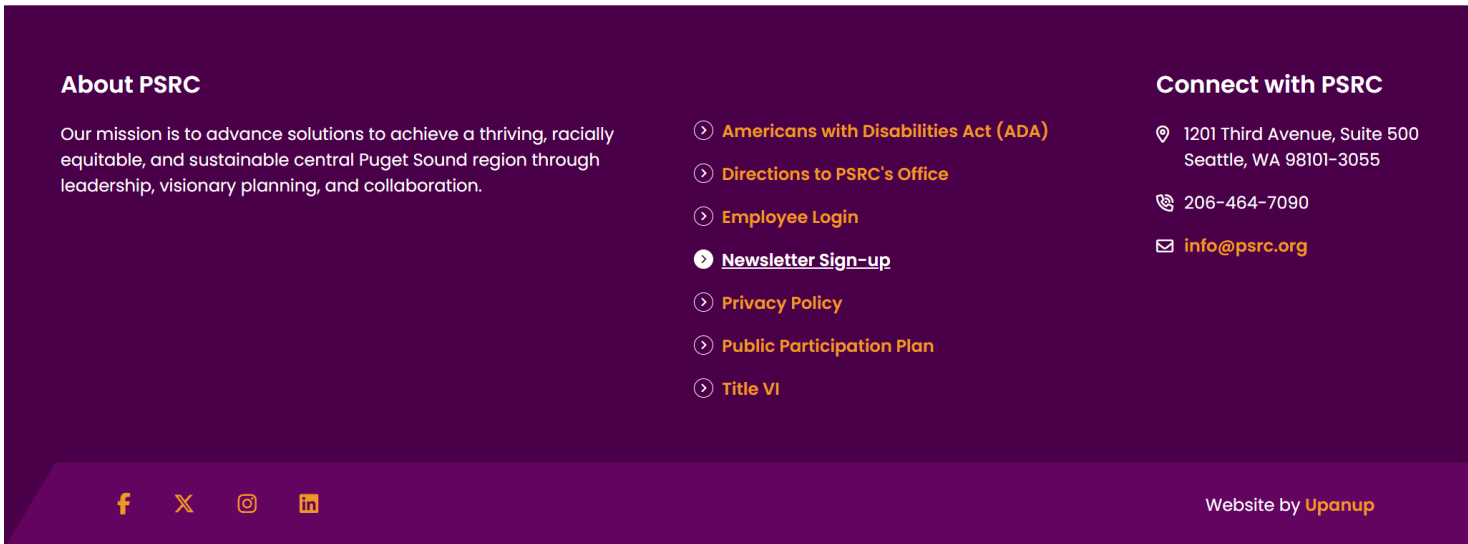 About PSRC
Our mission is to advance solutions to achieve a thriving, racially
equitable, and sustainable central Puget Sound region through
leadership, visionary planning, and collaboration.
Americans with Disabilities Act (ADA)
Directions to PSRC's Office
Employee Login
Newsletter Sign-up
Privacy Policy
Public Participation Plan
Title VI
Connect with PSRC
1201 Third Avenue, Suite 500
Seattle, WA 98101-3055
206-464-7090
info@psrc.org
Website by Upanup